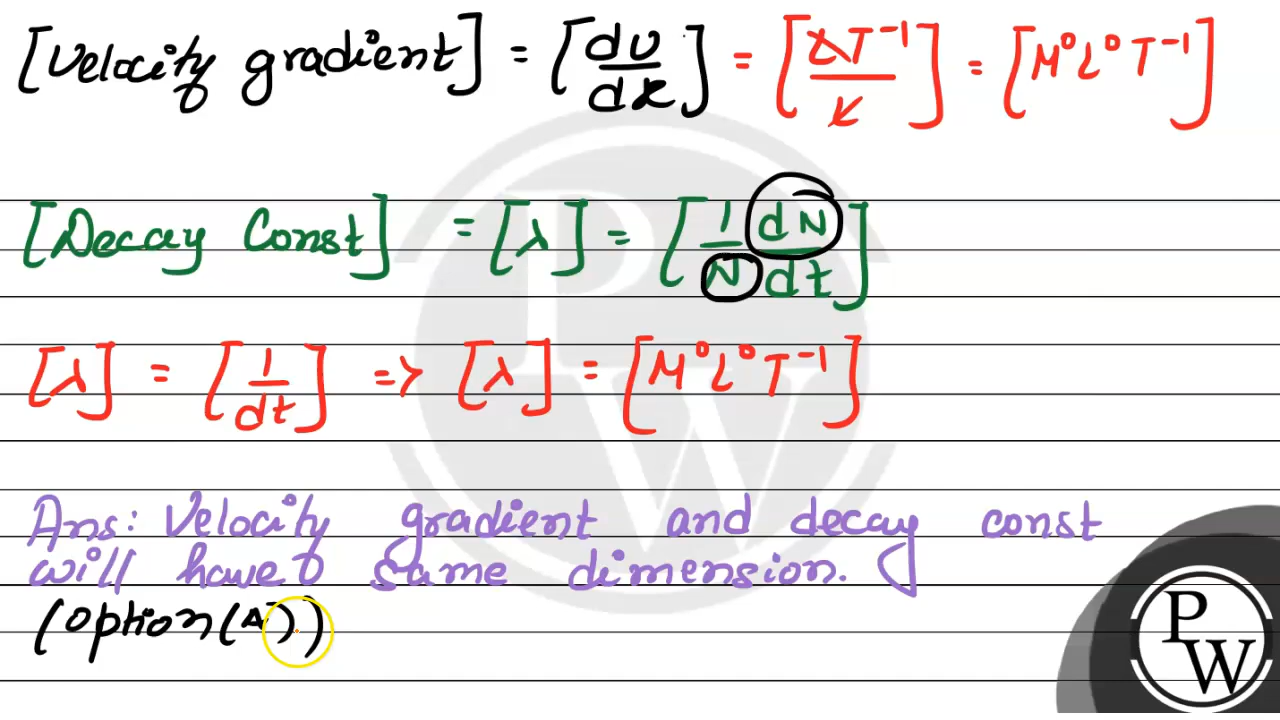 [Velocity gradient] = [dv/dx] = [LT⁻¹/L] = [M⁰L⁰T⁻¹]
[Decay Const] = [λ] = [1/N dN/dt]
[λ] = [1/dt] => [λ] = [M⁰L⁰T⁻¹]
Ans: Velocity gradient and decay const
will have same dimension.
(option(A))
P
W
P
W